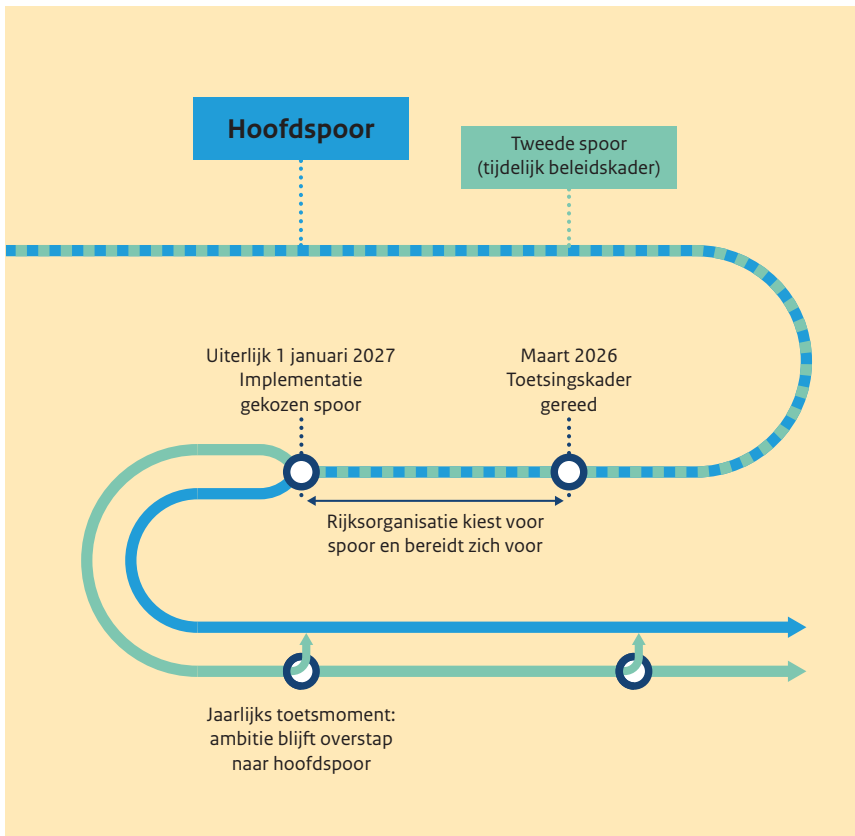 Hoofdspoor
Tweede spoor
(tijdelijk beleidskader)
Uiterlijk 1 januari 2027
Implementatie
gekozen spoor
Maart 2026
Toetsingskader
gereed
Rijksorganisatie kiest voor
spoor en bereidt zich voor
Jaarlijks toetsmoment:
ambitie blijft overstap
naar hoofdspoor